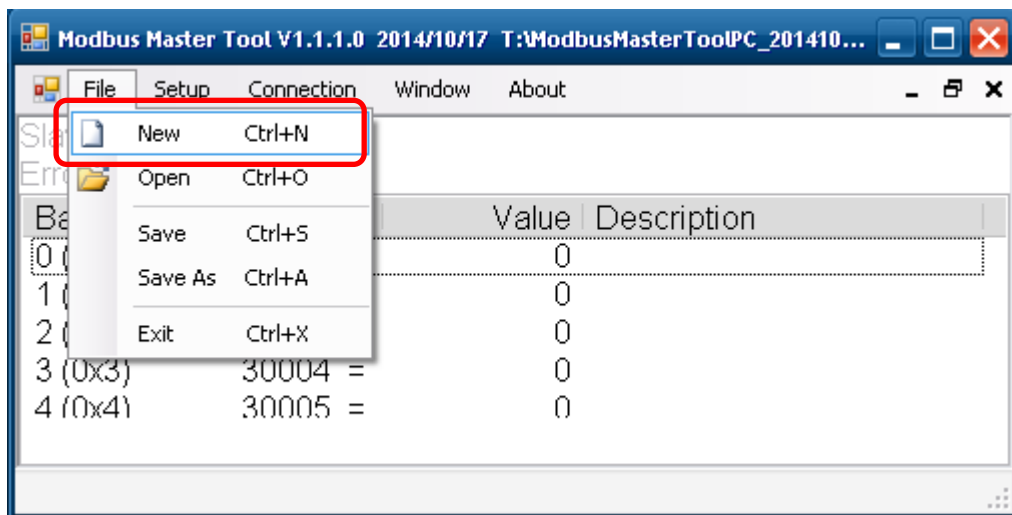 Modbus Master Tool V1.1.1.0 2014/10/17 T:\ModbusMasterToolPC_201410...
File Setup Connection Window About
New Ctrl+N
Open Ctrl+O
Save Ctrl+S
Save As Ctrl+A
Exit Ctrl+X
Value Description
0
0
0
3 (0x3) 30004 = 0
4 (0x4) 30005 = 0